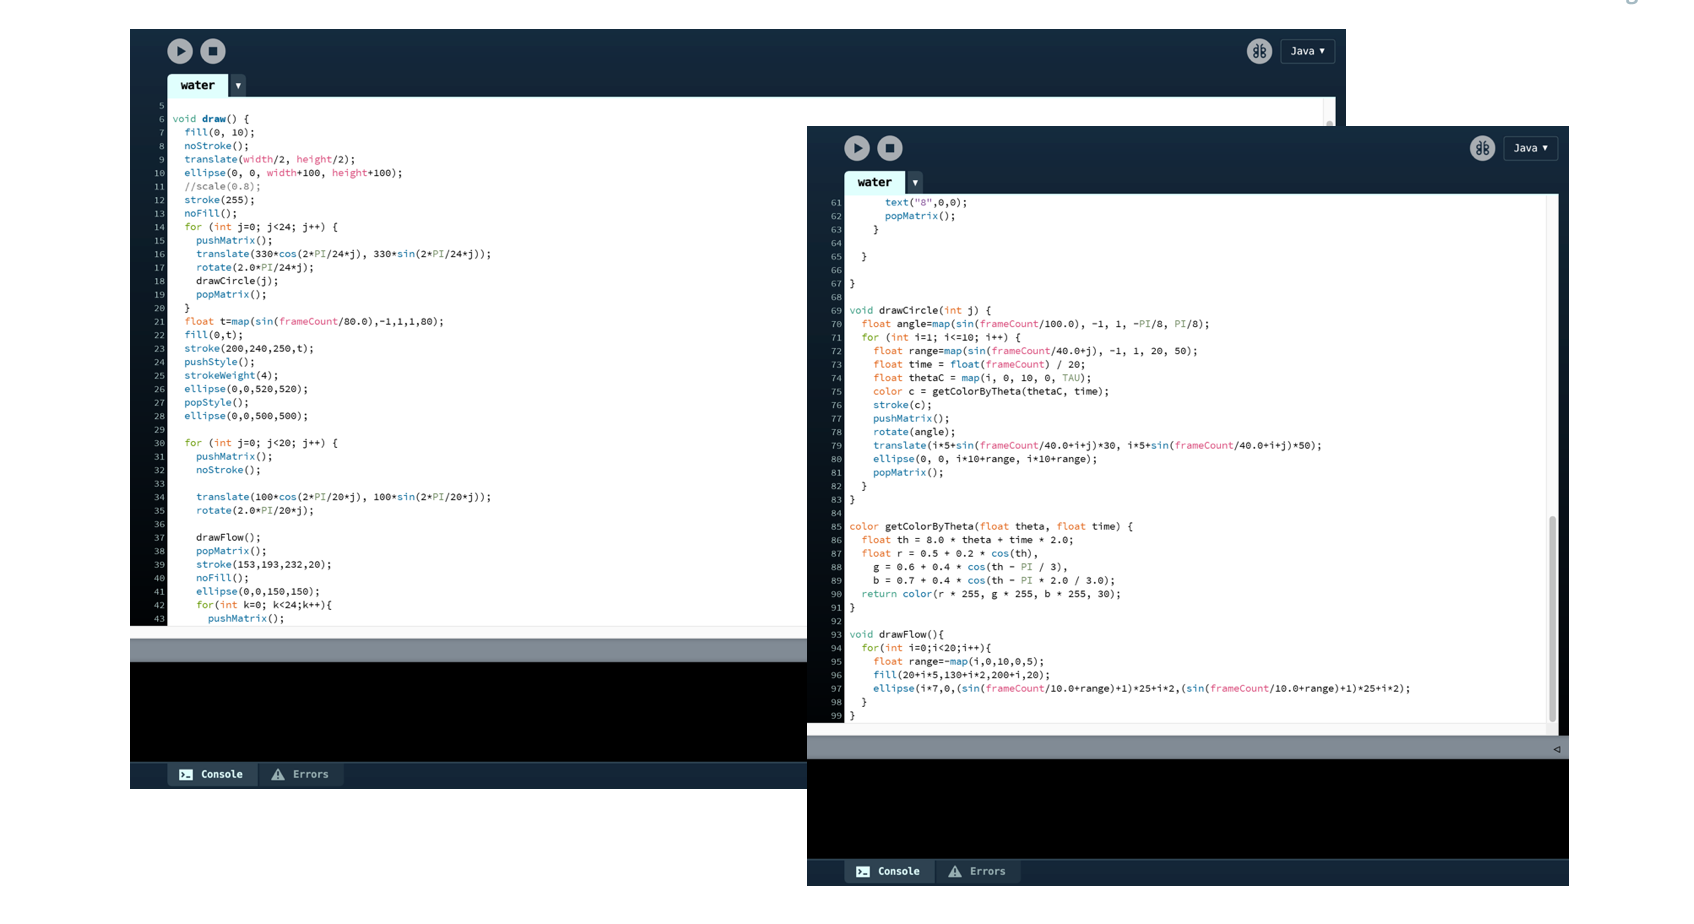 g
Java ▼
water ▼
5
6 void draw() {
7 fill(0, 10);
8 noStroke();
9 translate(width/2, height/2);
10 ellipse(0, 0, width+100, height+100);
11 //scale(0.8);
12 stroke(255);
13 noFill();
14 for (int j=0; j<24; j++) {
15 pushMatrix();
16 translate(330*cos(2*PI/24*j), 330*sin(2*PI/24*j));
17 rotate(2.0*PI/24*j);
18 drawCircle(j);
19 popMatrix();
20 }
21 float t=map(sin(frameCount/80.0),-1,1,1,80);
22 fill(0,t);
23 stroke(200,240,250,t);
24 pushStyle();
25 strokeWeight(4);
26 ellipse(0,0,520,520);
27 popStyle();
28 ellipse(0,0,500,500);
29
30 for (int j=0; j<20; j++) {
31 pushMatrix();
32 noStroke();
33
34 translate(100*cos(2*PI/20*j), 100*sin(2*PI/20*j));
35 rotate(2.0*PI/20*j);
36
37 drawFlow();
38 popMatrix();
39 stroke(153,193,232,20);
40 noFill();
41 ellipse(0,0,150,150);
42 for(int k=0; k<24;k++){
43 pushMatrix();
Console Errors
Java ▼
water ▼
61 text("8",0,0);
62 popMatrix();
63 }
64
65 }
66
67 }
68
69 void drawCircle(int j) {
70 float angle=map(sin(frameCount/100.0), -1, 1, -PI/8, PI/8);
71 for (int i=1; i<=10; i++) {
72 float range=map(sin(frameCount/40.0+j), -1, 1, 20, 50);
73 float time = float(frameCount) / 20;
74 float thetaC = map(i, 0, 10, 0, TAU);
75 color c = getColorByTheta(thetaC, time);
76 stroke(c);
77 pushMatrix();
78 rotate(angle);
79 translate(i*5+sin(frameCount/40.0+i+j)*30, i*5+sin(frameCount/40.0+i+j)*50);
80 ellipse(0, 0, i*10+range, i*10+range);
81 popMatrix();
82 }
83 }
84
85 color getColorByTheta(float theta, float time) {
86 float th = 8.0 * theta + time * 2.0;
87 float r = 0.5 + 0.2 * cos(th),
88 g = 0.6 + 0.4 * cos(th - PI / 3),
89 b = 0.7 + 0.4 * cos(th - PI * 2.0 / 3.0);
90 return color(r * 255, g * 255, b * 255, 30);
91 }
92
93 void drawFlow(){
94 for(int i=0;i<20;i++){
95 float range=-map(i,0,10,0,5);
96 fill(20+i*5,130+i*2,200+i,20);
97 ellipse(i*7,0,(sin(frameCount/10.0+range)+1)*25+i*2,(sin(frameCount/10.0+range)+1)*25+i*2);
98 }
99 }
Console Errors